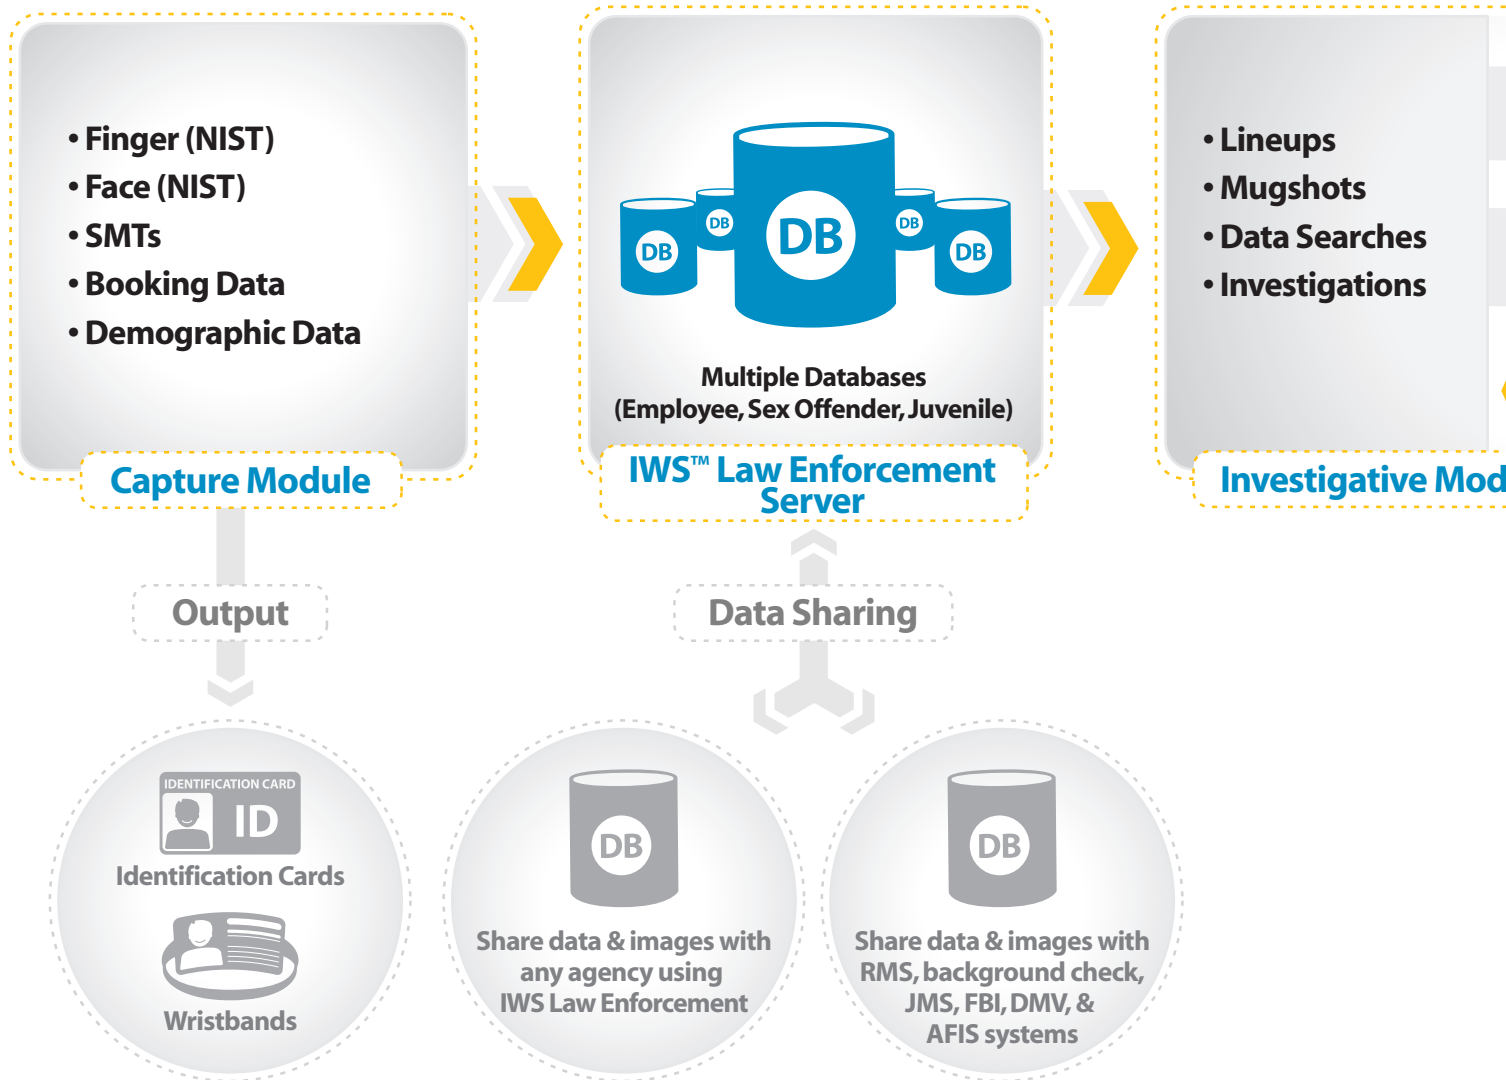 • Finger (NIST)
• Face (NIST)
• SMTs
• Booking Data
• Demographic Data
Capture Module
DB
DB
DB
DB
DB
Multiple Databases
(Employee, Sex Offender, Juvenile)
IWS™ Law Enforcement
Server
• Lineups
• Mugshots
• Data Searches
• Investigations
Investigative Mod
Output
Data Sharing
IDENTIFICATION CARD
ID
Identification Cards
Wristbands
DB
Share data & images with
any agency using
IWS Law Enforcement
DB
Share data & images with
RMS, background check,
JMS, FBI, DMV, &
AFIS systems